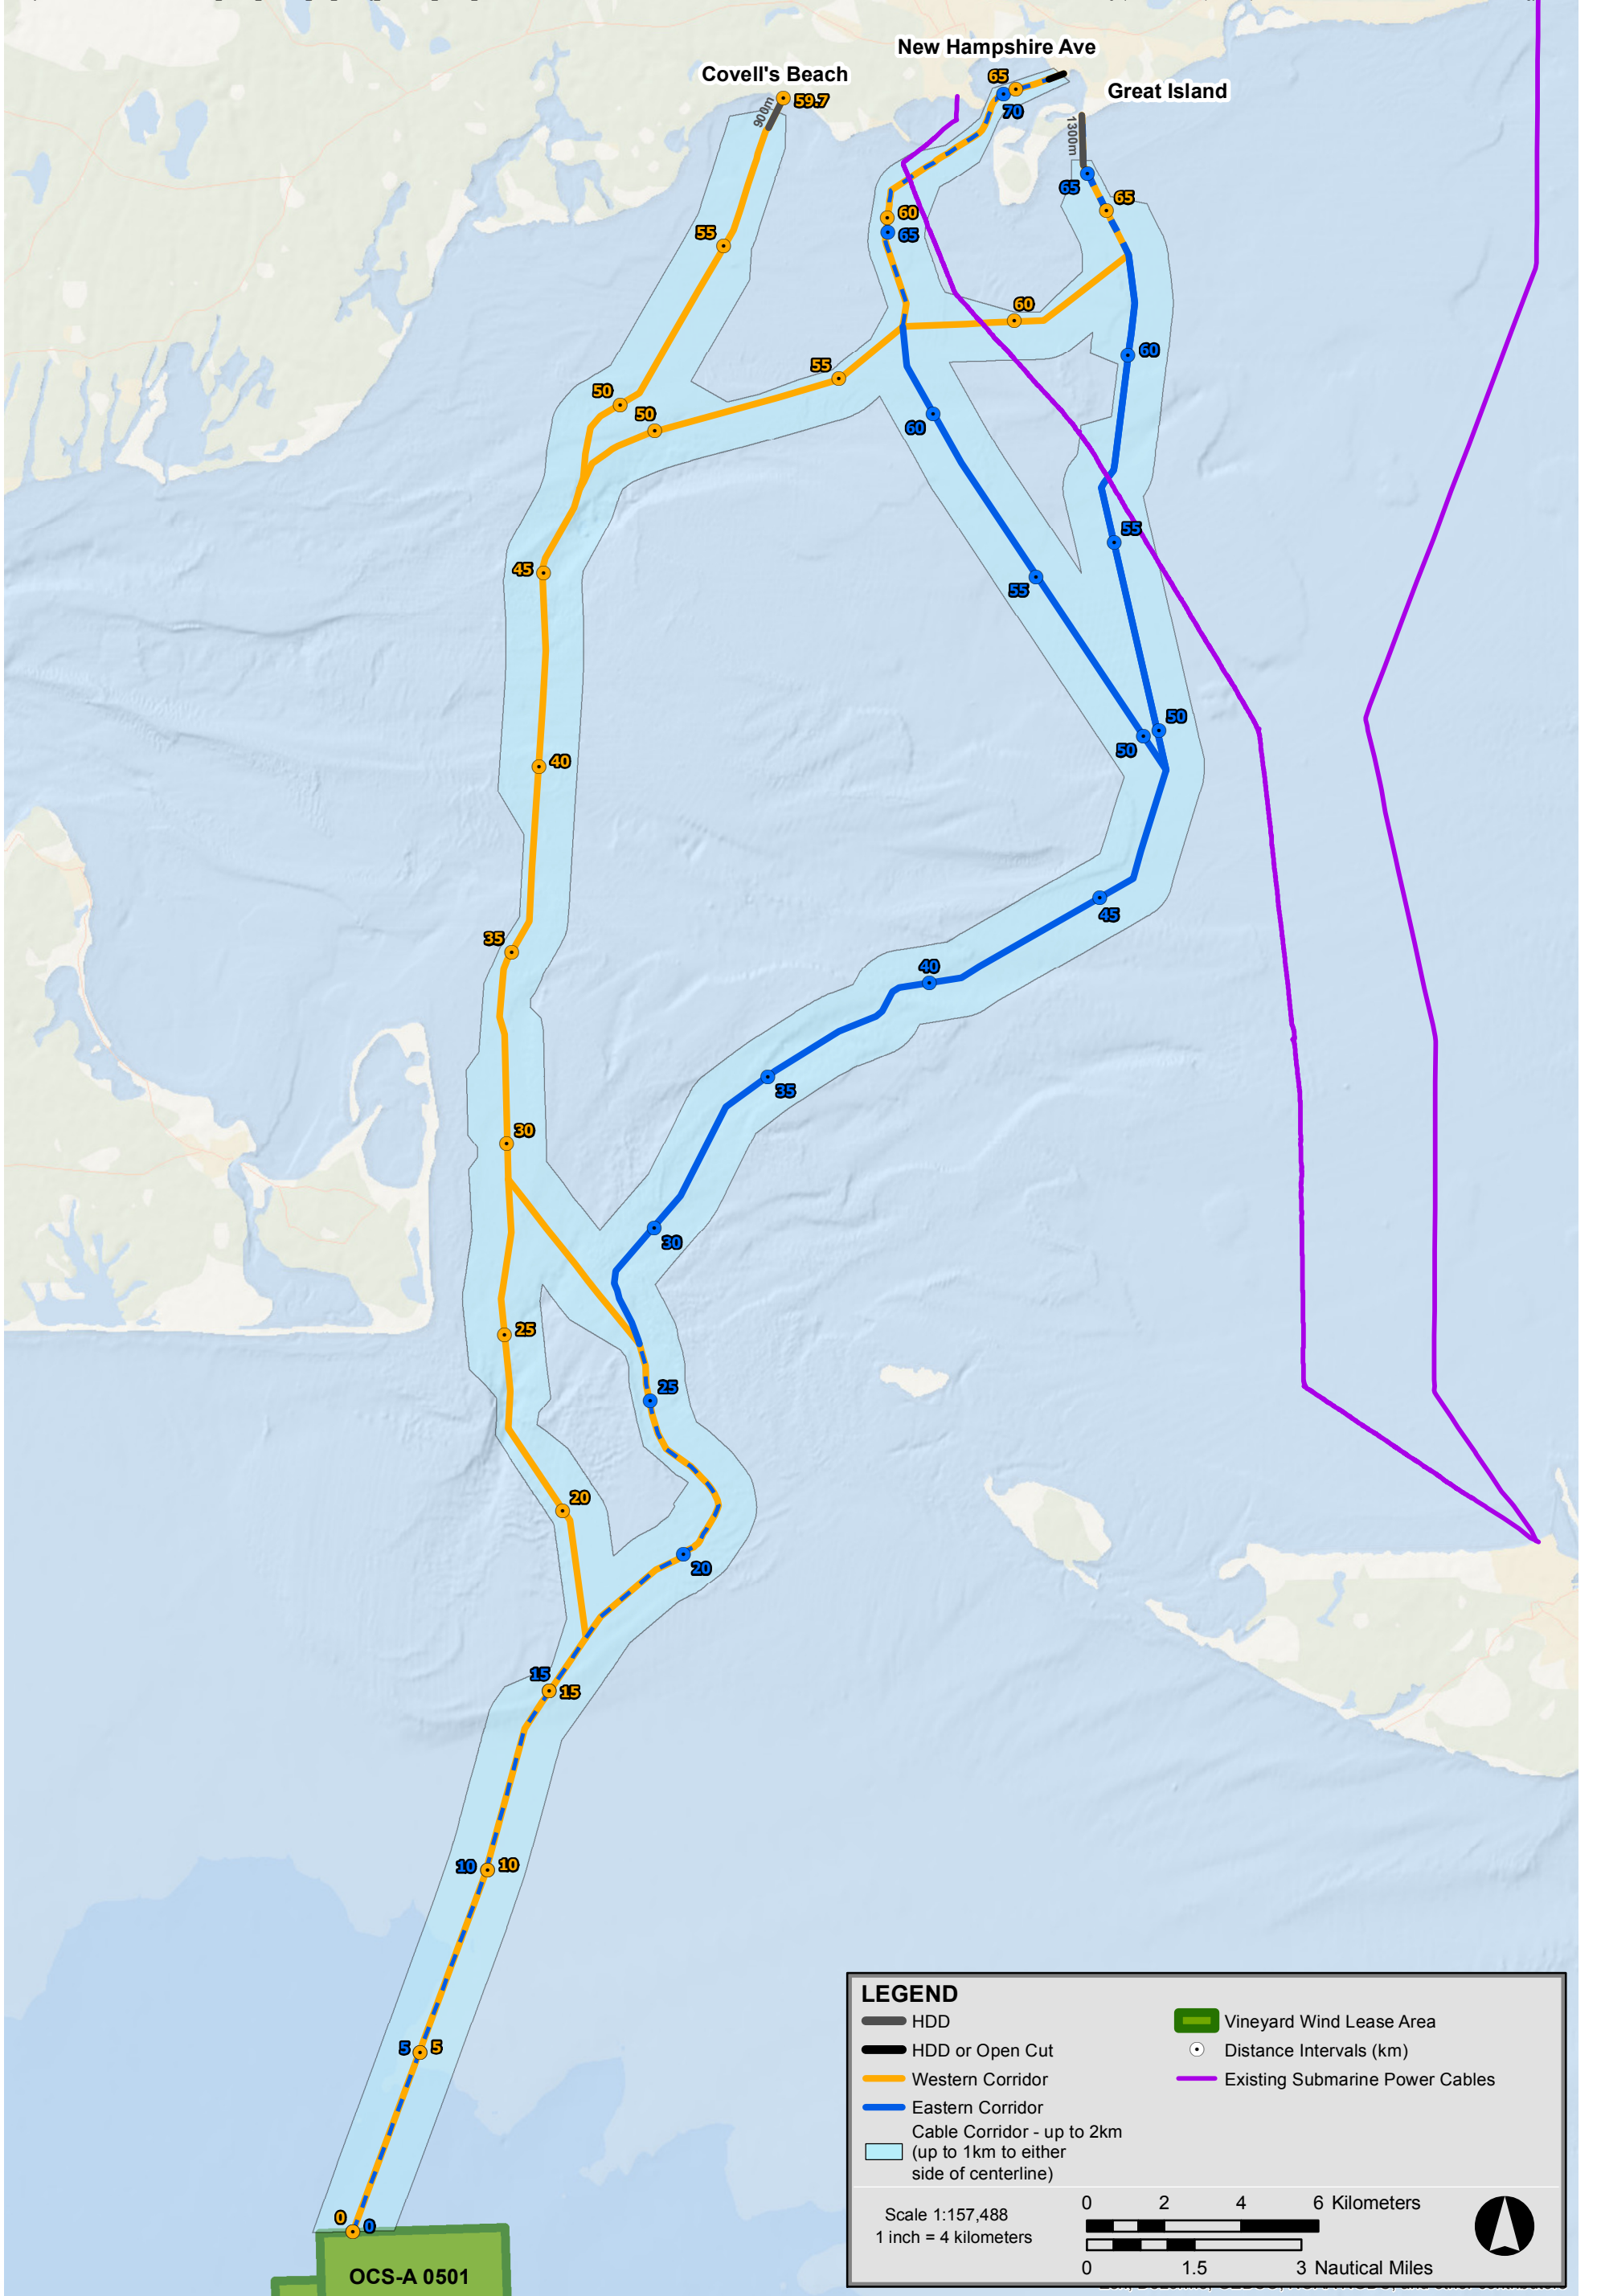 New Hampshire Ave
Covell's Beach
Great Island
65
70
59.7
900m
1300m
65
65
60
65
55
60
60
55
50
50
60
55
45
55
50
50
40
45
35
40
35
30
30
25
25
20
20
15
15
10
10
5
5
0
0
OCS-A 0501
LEGEND
HDD
HDD or Open Cut
Western Corridor
Eastern Corridor
Cable Corridor - up to 2km
(up to 1km to either
side of centerline)
Vineyard Wind Lease Area
Distance Intervals (km)
Existing Submarine Power Cables
Scale 1:157,488
1 inch = 4 kilometers
0 2 4 6 Kilometers
0 1.5 3 Nautical Miles